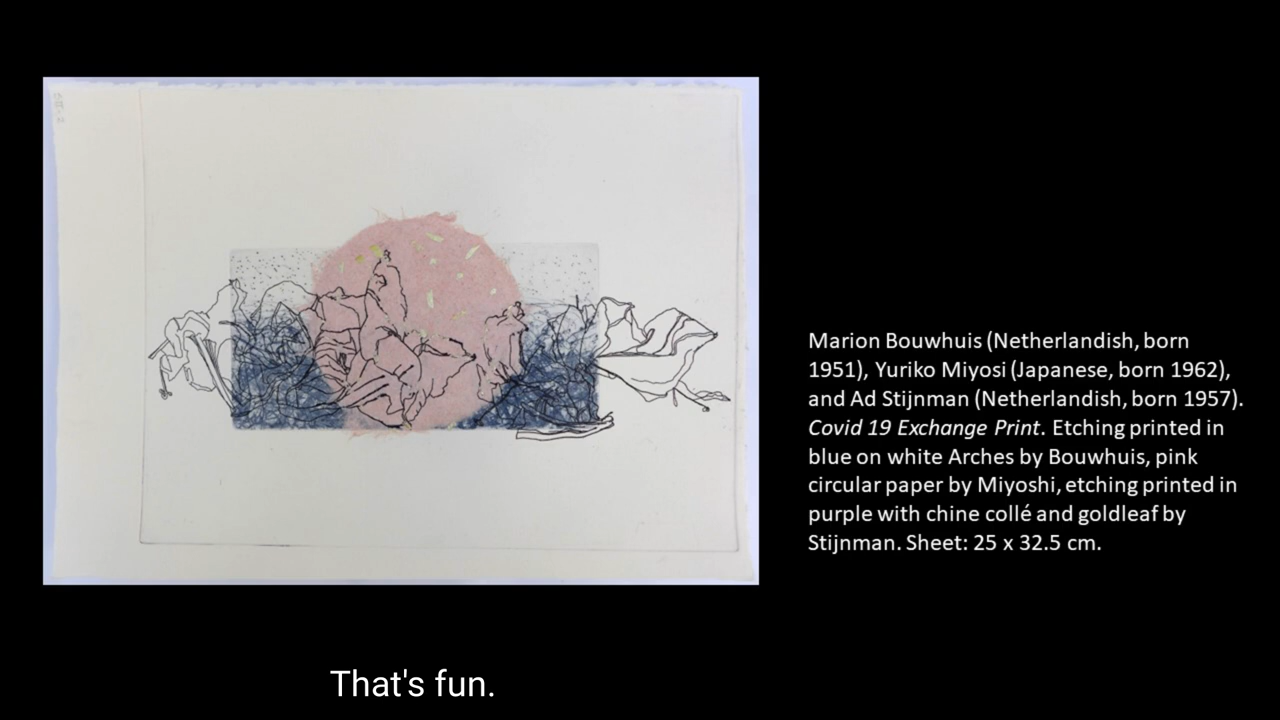 Marion Bouwhuis (Netherlandish, born
1951), Yuriko Miyosi (Japanese, born 1962),
and Ad Stijnman (Netherlandish, born 1957).
Covid 19 Exchange Print. Etching printed in
blue on white Arches by Bouwhuis, pink
circular paper by Miyoshi, etching printed in
purple with chine collé and goldleaf by
Stijnman. Sheet: 25 x 32.5 cm.
That's fun.